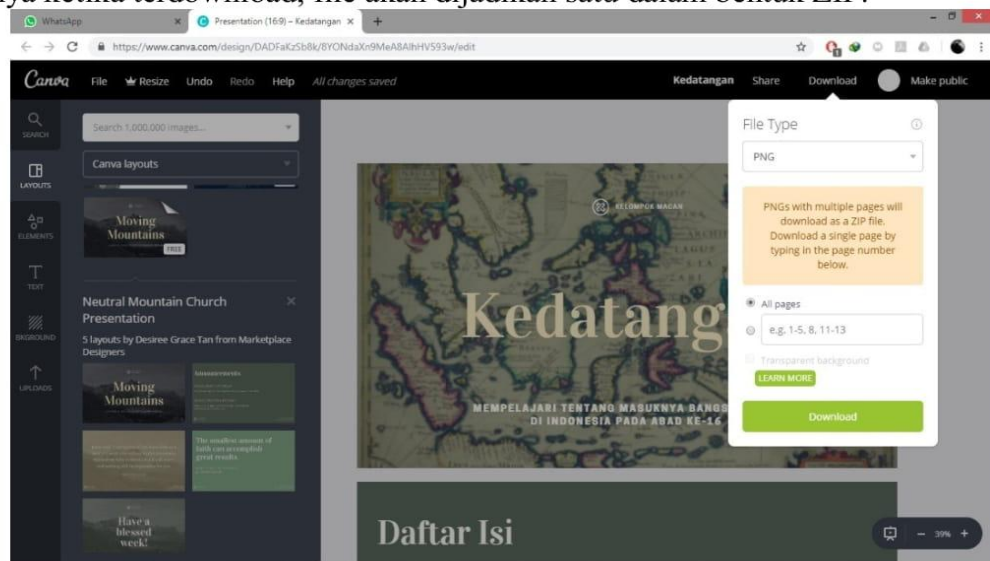 ya ketika terdownload, file akan dijadikan satu dalam bentuk ZIP.
WhatsApp
Presentation (16:9) – Kedatangan
https://www.canva.com/design/DADFaKzSb8k/8YONdaXn9MeA8AlhHV593w/edit
Canva File Resize Undo Redo Help All changes saved Kedatangan Share Download Make public
SEARCH
LAYOUTS
ELEMENTS
TEXT
BKGROUND
UPLOADS
Search 1,000,000 images...
Canva layouts
Moving
Mountains
FREE
Neutral Mountain Church
Presentation
5 layouts by Desiree Grace Tan from Marketplace
Designers
Moving
Mountains
Announcements
The smallest amount of
faith can accomplish
great results.
Have a
blessed
week!
KELOMPOK MACAN
Kedatang
MEMPELAJARI TENTANG MASUKNYA BANGS
DI INDONESIA PADA ABAD KE-16
Daftar Isi
File Type
PNG
PNGs with multiple pages will
download as a ZIP file.
Download a single page by
typing in the page number
below.
All pages
e.g. 1-5, 8, 11-13
Transparent background
LEARN MORE
Download
39%